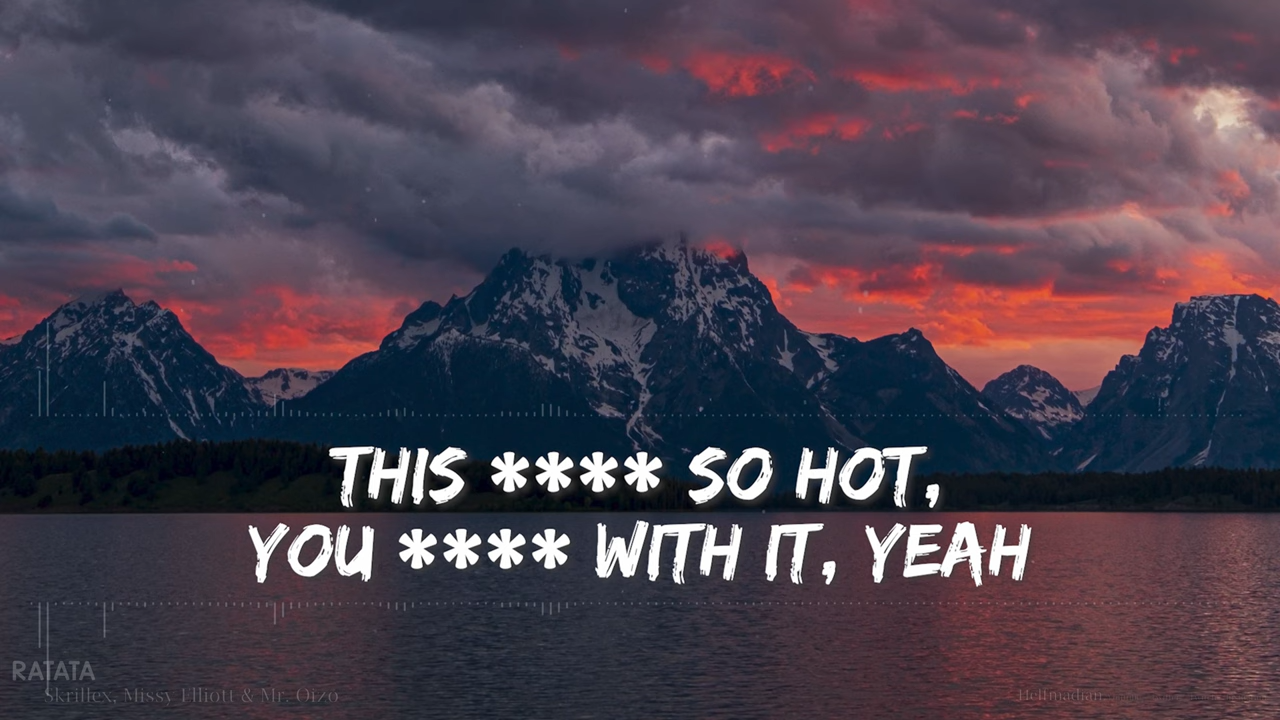 THIS **** SO HOT,
YOU **** WITH IT, YEAH
RATATA
Skrillex, Missy Elliott & Mr. Oizo